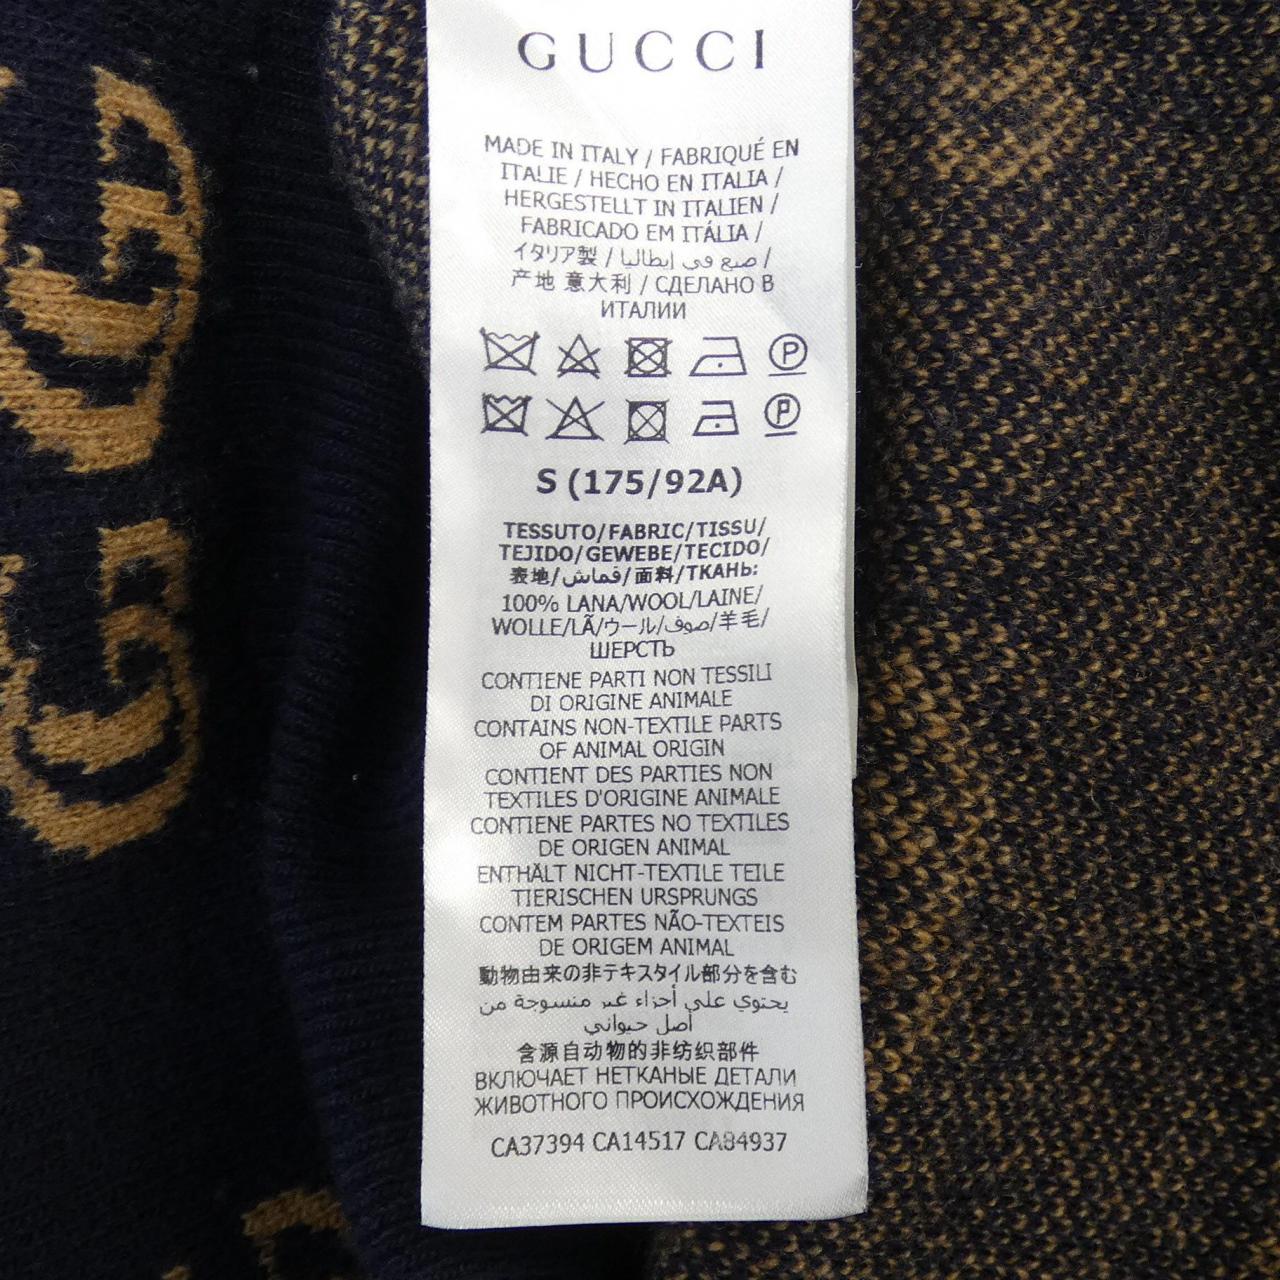 GUCCI
MADE IN ITALY / FABRIQUÉ EN
ITALIE / HECHO EN ITALIA /
HERGESTELLT IN ITALIEN /
FABRICADO EM ITÁLIA /
イタリア製 / صنع في إيطاليا /
产地 意大利 / СДЕЛАНО В
ИТАЛИИ
P
P
S (175/92A)
TESSUTO/FABRIC/TISSU/
TEJIDO/GEWEBE/TECIDO/
表地/قماش/面料/ТКАНЬ:
100% LANA/WOOL/LAINE/
WOLLE/LÃ/ウール/صوف/羊毛/
ШЕРСТЬ
CONTIENE PARTI NON TESSILI
DI ORIGINE ANIMALE
CONTAINS NON-TEXTILE PARTS
OF ANIMAL ORIGIN
CONTIENT DES PARTIES NON
TEXTILES D'ORIGINE ANIMALE
CONTIENE PARTES NO TEXTILES
DE ORIGEN ANIMAL
ENTHÄLT NICHT-TEXTILE TEILE
TIERISCHEN URSPRUNGS
CONTEM PARTES NÃO-TEXTEIS
DE ORIGEM ANIMAL
動物由来の非テキスタイル部分を含む
يحتوي على أجزاء غير منسوجة من
أصل حيواني
含源自动物的非纺织部件
ВКЛЮЧАЕТ НЕТКАНЫЕ ДЕТАЛИ
ЖИВОТНОГО ПРОИСХОЖДЕНИЯ
CA37394 CA14517 CA84937